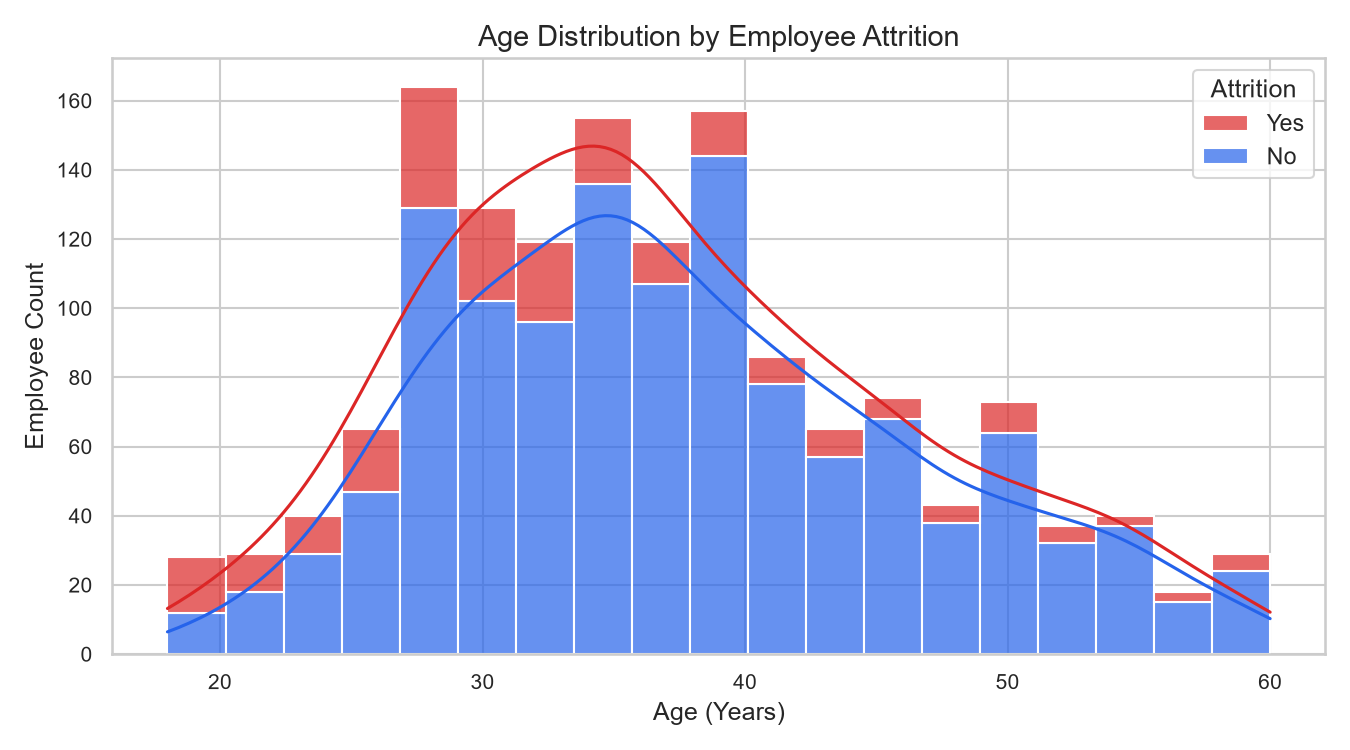 Age Distribution by Employee Attrition
Attrition
Yes
No
Employee Count
160
140
120
100
80
60
40
20
0
20 30 40 50 60
Age (Years)